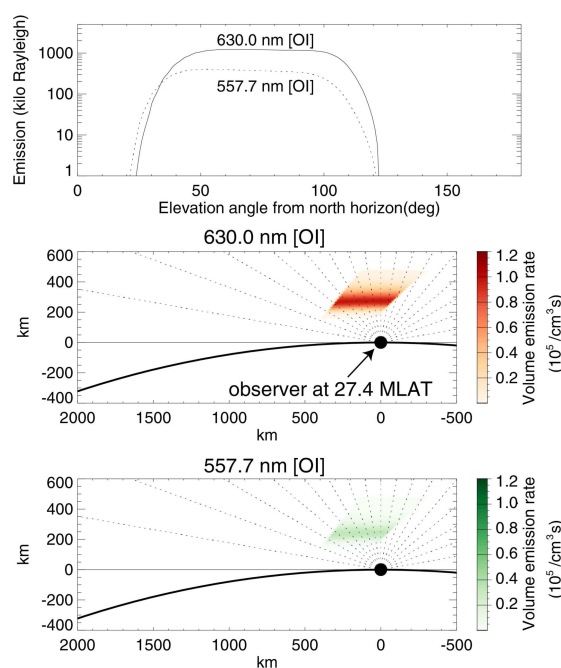 Emission (kilo Rayleigh)
1000
100
10
1
630.0 nm [OI]
557.7 nm [OI]
0 50 100 150
Elevation angle from north horizon(deg)
630.0 nm [OI]
km
600
400
200
0
-200
-400
observer at 27.4 MLAT
2000 1500 1000 500 0 -500
km
1.2
1.0
0.8
0.6
0.4
0.2
Volume emission rate
(10⁵ /cm³s)
557.7 nm [OI]
km
600
400
200
0
-200
-400
2000 1500 1000 500 0 -500
km
1.2
1.0
0.8
0.6
0.4
0.2
Volume emission rate
(10⁵ /cm³s)